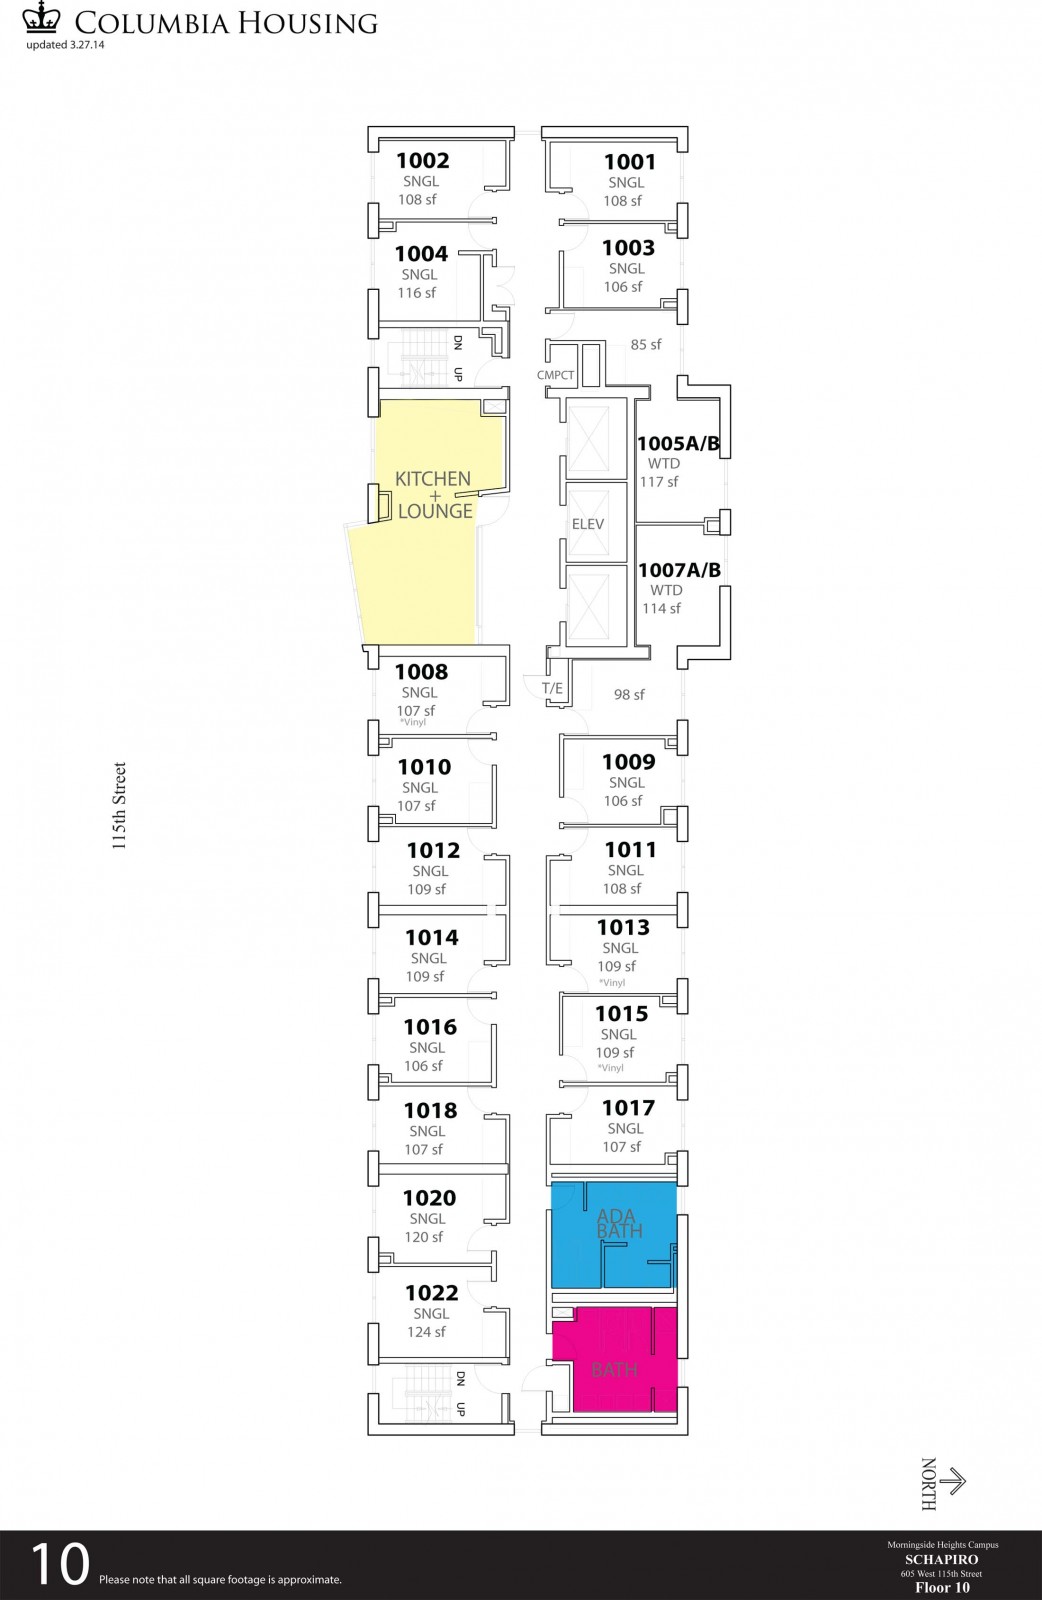 COLUMBIA HOUSING
updated 3.27.14
1002
SNGL
108 sf
1001
SNGL
108 sf
1004
SNGL
116 sf
1003
SNGL
106 sf
DN
UP
85 sf
CMPCT
KITCHEN
+
LOUNGE
1005A/B
WTD
117 sf
ELEV
1007A/B
WTD
114 sf
1008
SNGL
107 sf
*Vinyl
T/E
98 sf
1010
SNGL
107 sf
1009
SNGL
106 sf
115th Street
1012
SNGL
109 sf
1011
SNGL
108 sf
1014
SNGL
109 sf
1013
SNGL
109 sf
*Vinyl
1016
SNGL
106 sf
1015
SNGL
109 sf
*Vinyl
1018
SNGL
107 sf
1017
SNGL
107 sf
1020
SNGL
120 sf
ADA
BATH
1022
SNGL
124 sf
BATH
DN
UP
NORTH
10
Please note that all square footage is approximate.
Morningside Heights Campus
SCHAPIRO
605 West 115th Street
Floor 10